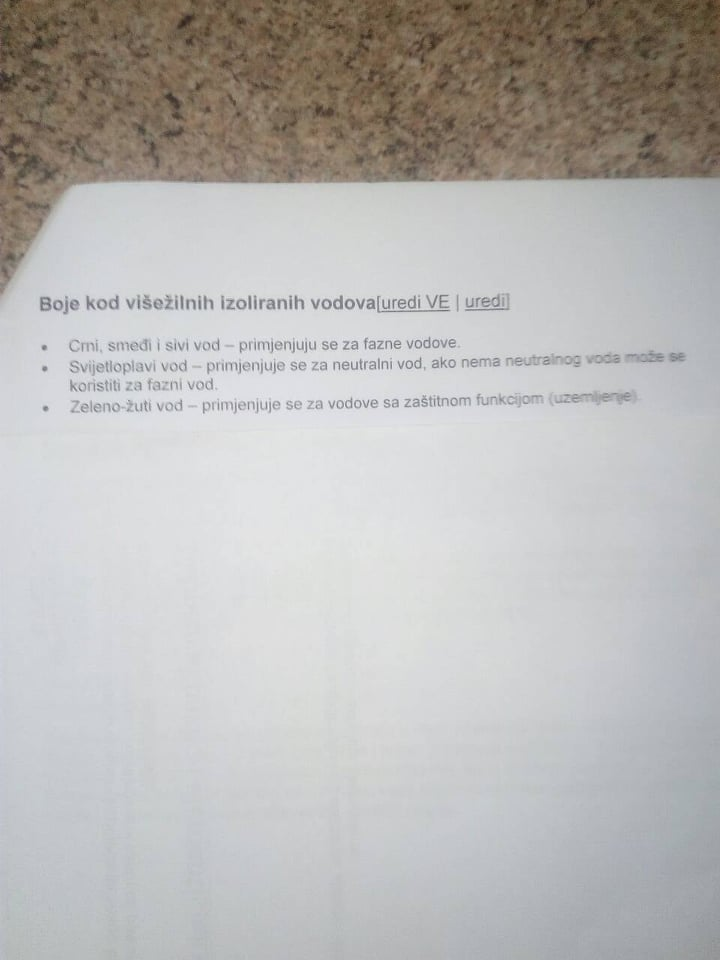 Boje kod višežilnih izoliranih vodova[uredi VE | uredi]
• Crni, smeđi i sivi vod – primjenjuju se za fazne vodove.
• Svijetloplavi vod – primjenjuje se za neutralni vod, ako nema neutralnog voda može se
koristiti za fazni vod.
• Zeleno-žuti vod – primjenjuje se za vodove sa zaštitnom funkcijom (uzemljenje).